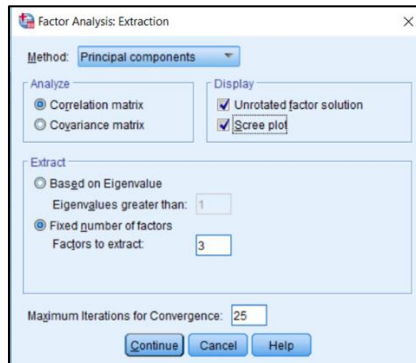 Factor Analysis: Extraction
Method: Principal components
Analyze
Correlation matrix
Covariance matrix
Display
Unrotated factor solution
Scree plot
Extract
Based on Eigenvalue
Eigenvalues greater than: 1
Fixed number of factors
Factors to extract: 3
Maximum Iterations for Convergence: 25
Continue Cancel Help